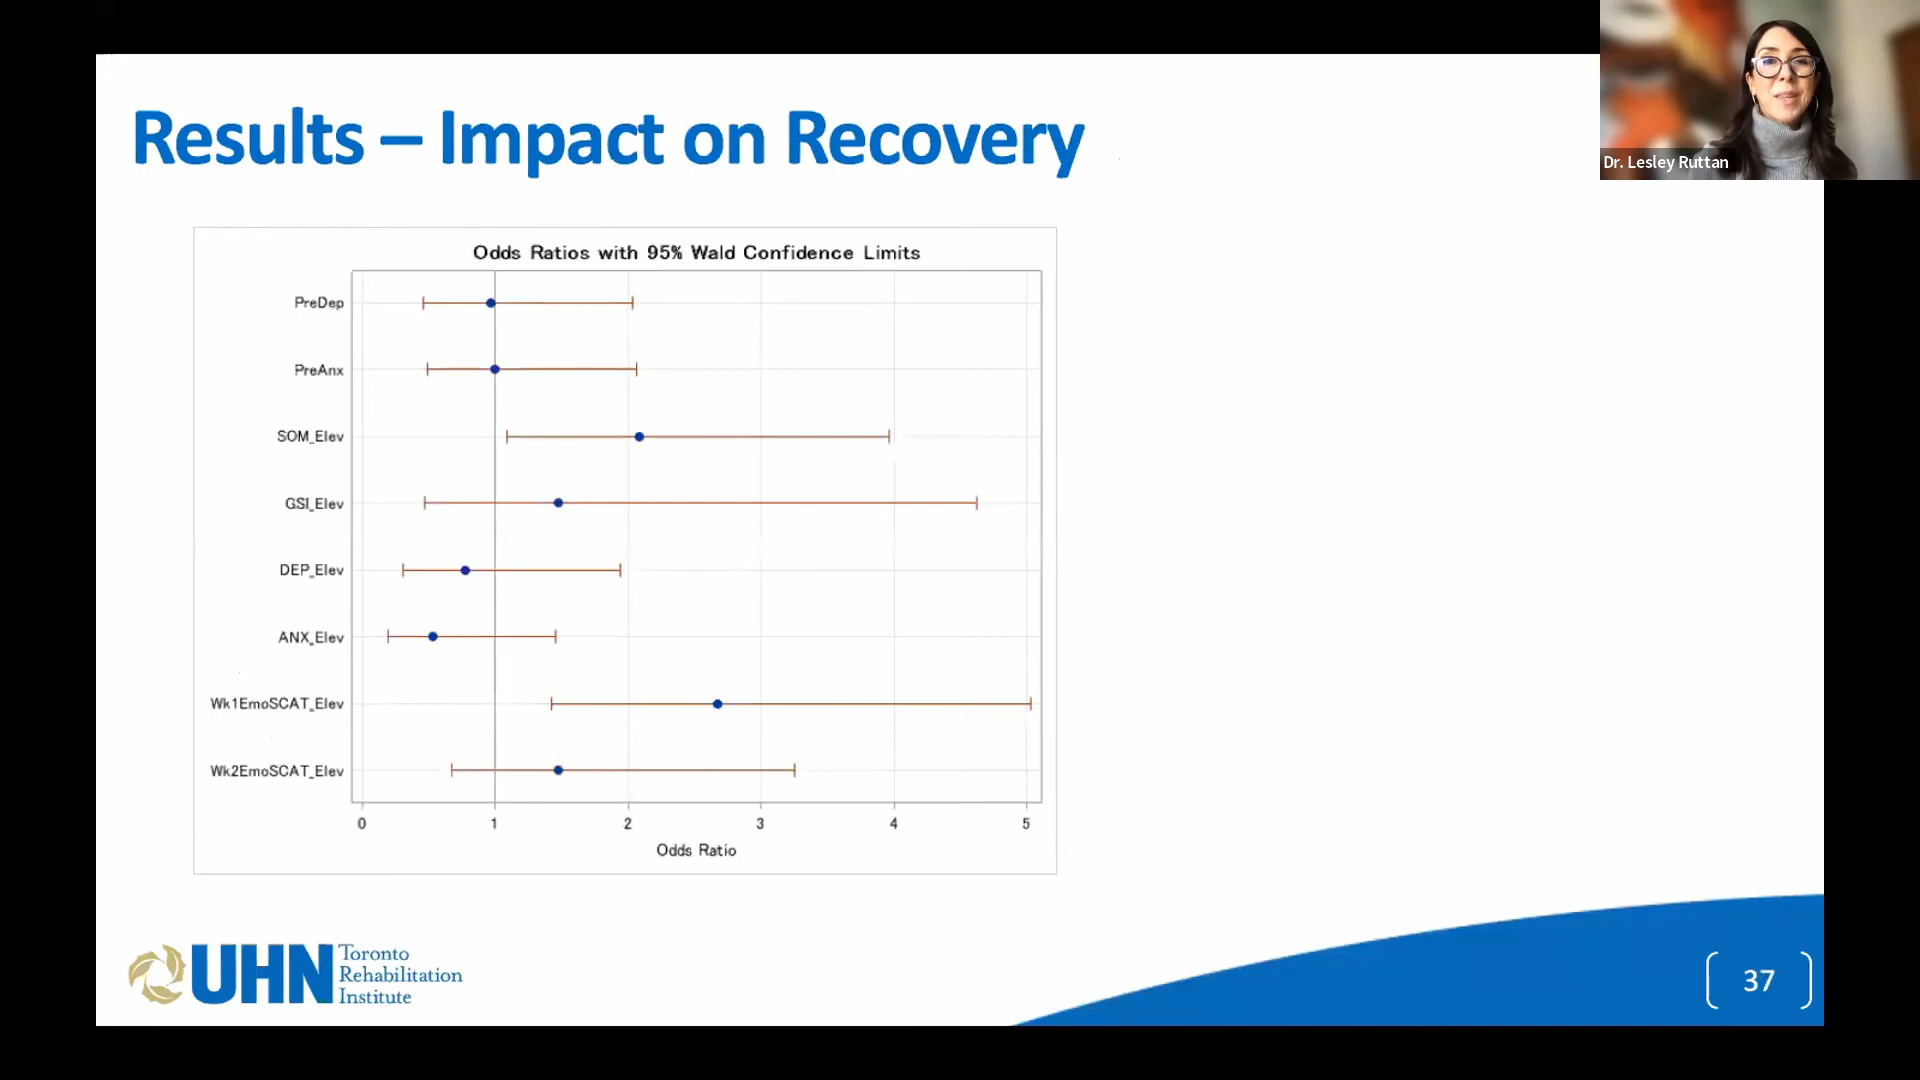 Results – Impact on Recovery
Dr. Lesley Ruttan
Odds Ratios with 95% Wald Confidence Limits
PreDep
PreAnx
SOM_Elev
GSI_Elev
DEP_Elev
ANX_Elev
Wk1EmoSCAT_Elev
Wk2EmoSCAT_Elev
0 1 2 3 4 5
Odds Ratio
UHN
Toronto
Rehabilitation
Institute
37